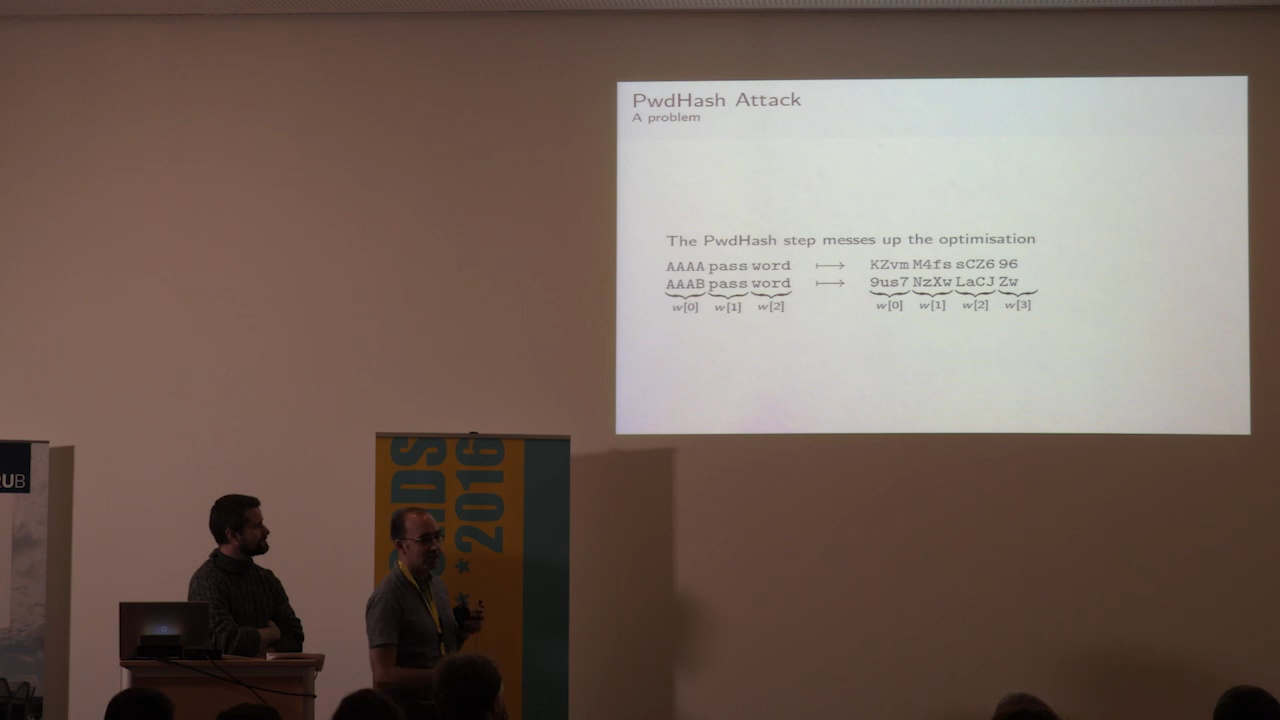 PwdHash Attack
A problem
The PwdHash step messes up the optimisation
AAAA pass word ⟼ KZvm M4fs sCZ6 96
AAAB pass word ⟼ 9us7 NzXw LaCJ Zw
w[0] w[1] w[2] w[0] w[1] w[2] w[3]
RUB
*2016